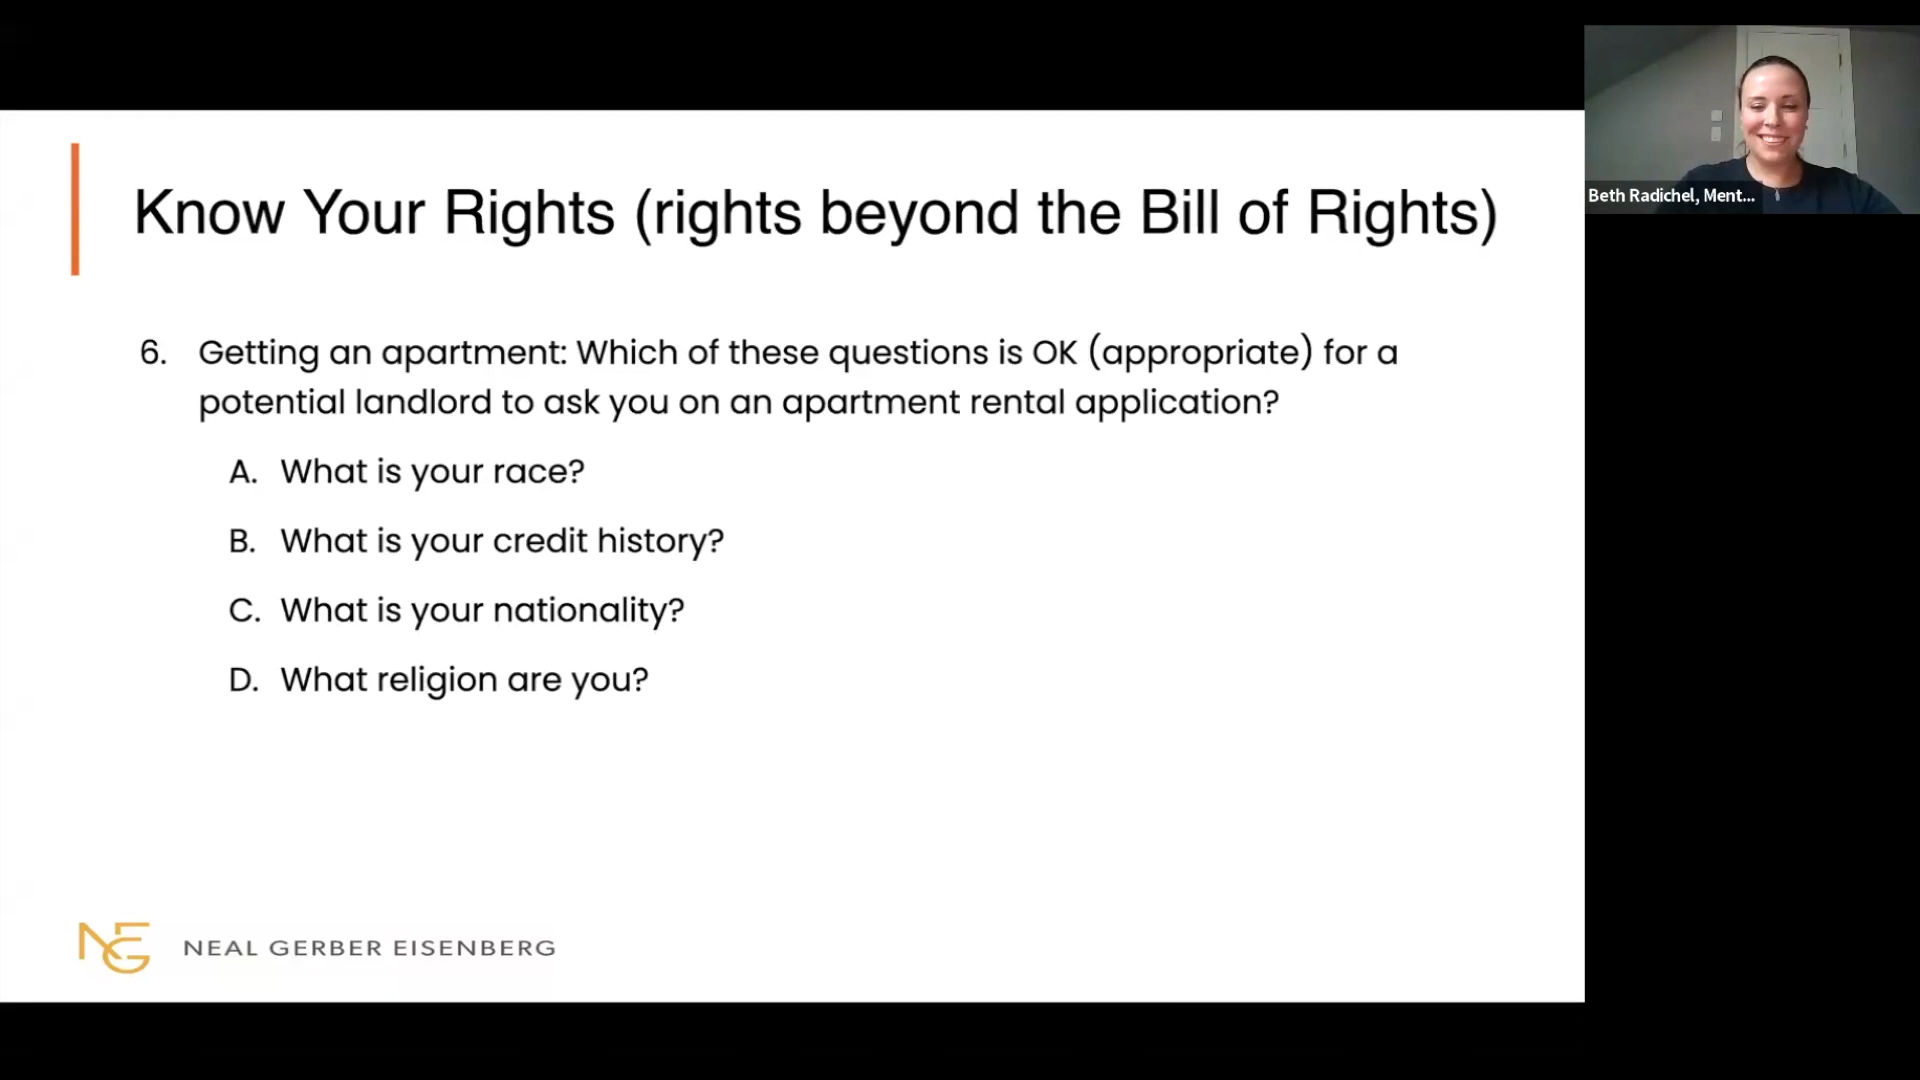 Know Your Rights (rights beyond the Bill of Rights)
6. Getting an apartment: Which of these questions is OK (appropriate) for a
potential landlord to ask you on an apartment rental application?
A. What is your race?
B. What is your credit history?
C. What is your nationality?
D. What religion are you?
NGE NEAL GERBER EISENBERG
Beth Radichel, Ment...